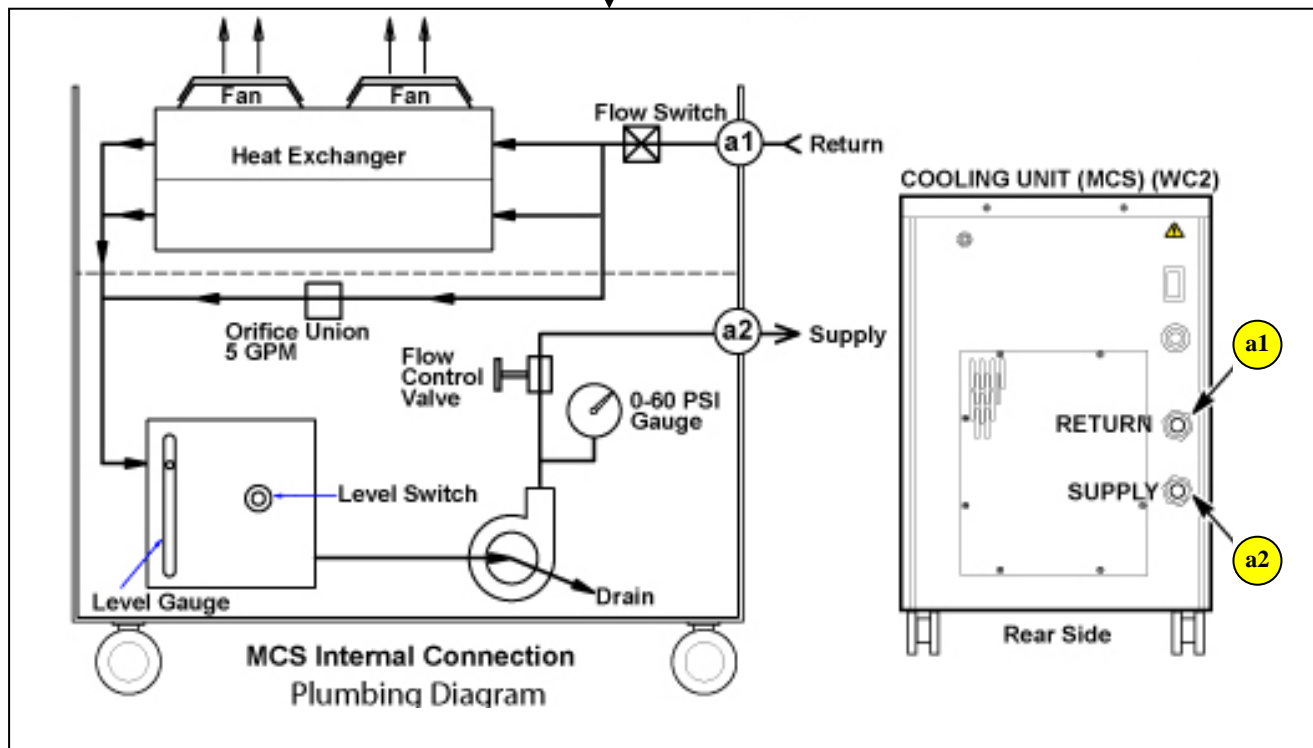 Fan
Fan
Flow Switch
a1
Return
Heat Exchanger
Orifice Union
5 GPM
a2
Supply
Flow
Control
Valve
0-60 PSI
Gauge
Level Switch
Level Gauge
Drain
MCS Internal Connection
Plumbing Diagram
COOLING UNIT (MCS) (WC2)
a1
RETURN
SUPPLY
a2
Rear Side